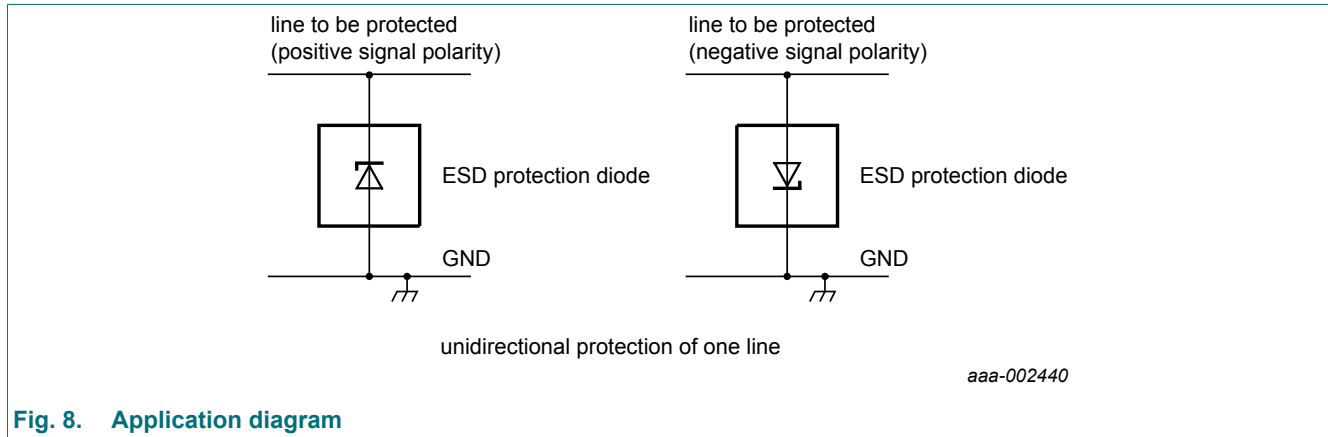 line to be protected
(positive signal polarity)
line to be protected
(negative signal polarity)
ESD protection diode
ESD protection diode
GND
GND
unidirectional protection of one line
aaa-002440
Fig. 8. Application diagram